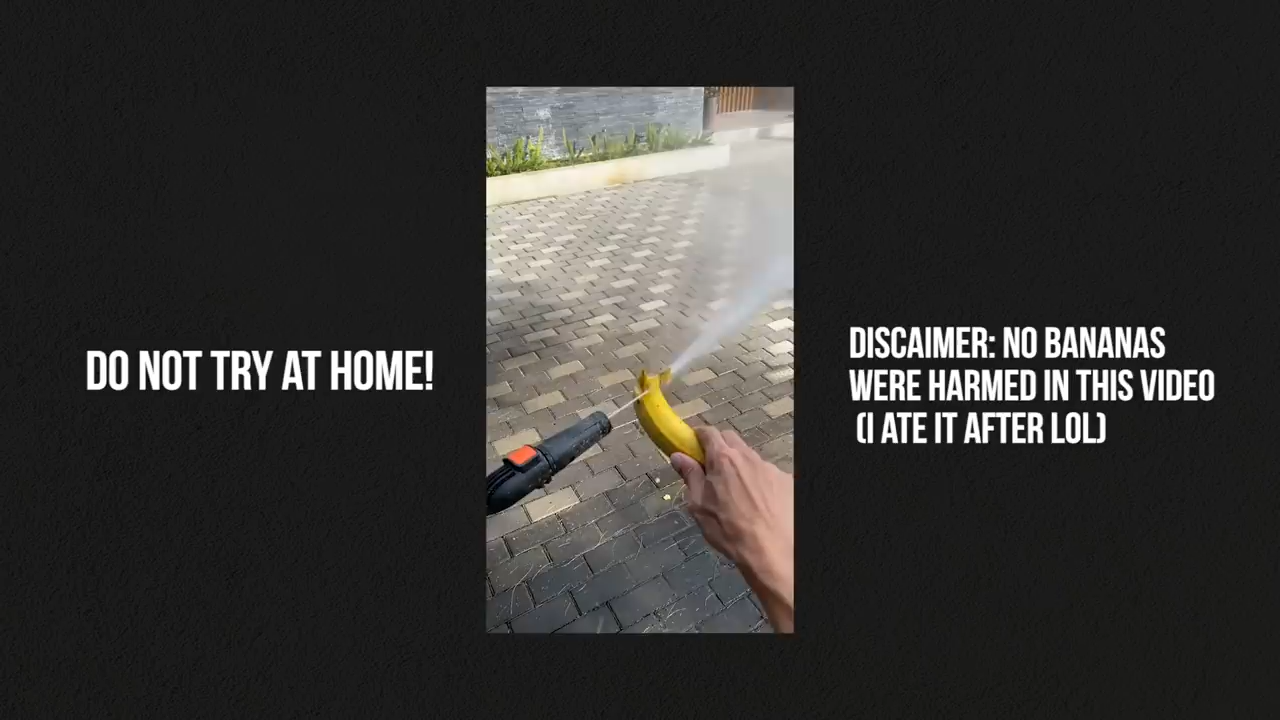 DO NOT TRY AT HOME!
DISCAIMER: NO BANANAS
WERE HARMED IN THIS VIDEO
(I ATE IT AFTER LOL)